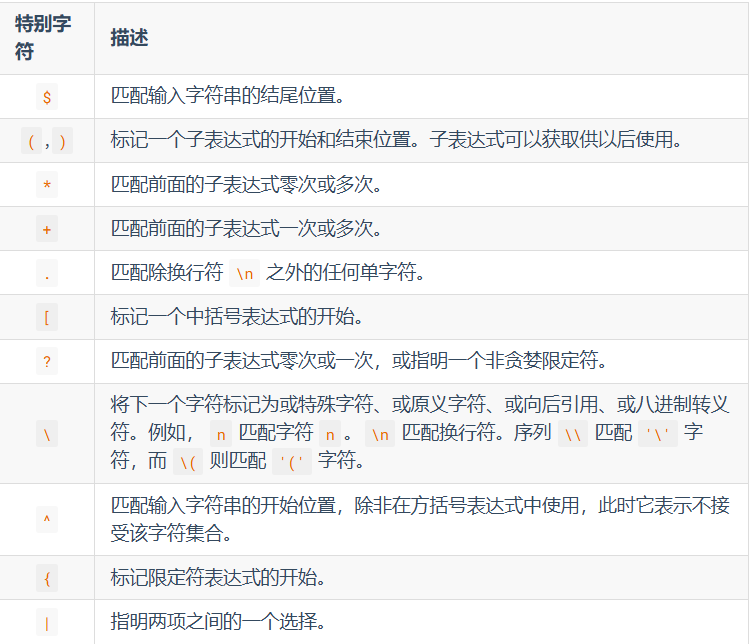 特别字
符
描述
$
匹配输入字符串的结尾位置。
( , )
标记一个子表达式的开始和结束位置。子表达式可以获取供以后使用。
*
匹配前面的子表达式零次或多次。
+
匹配前面的子表达式一次或多次。
.
匹配除换行符 \n 之外的任何单字符。
[
标记一个中括号表达式的开始。
?
匹配前面的子表达式零次或一次，或指明一个非贪婪限定符。
\
将下一个字符标记为或特殊字符、或原义字符、或向后引用、或八进制转义
符。例如， n 匹配字符 n 。 \n 匹配换行符。序列 \\ 匹配 '\' 字
符，而 \( 则匹配 '(' 字符。
^
匹配输入字符串的开始位置，除非在方括号表达式中使用，此时它表示不接
受该字符集合。
{
标记限定符表达式的开始。
|
指明两项之间的一个选择。